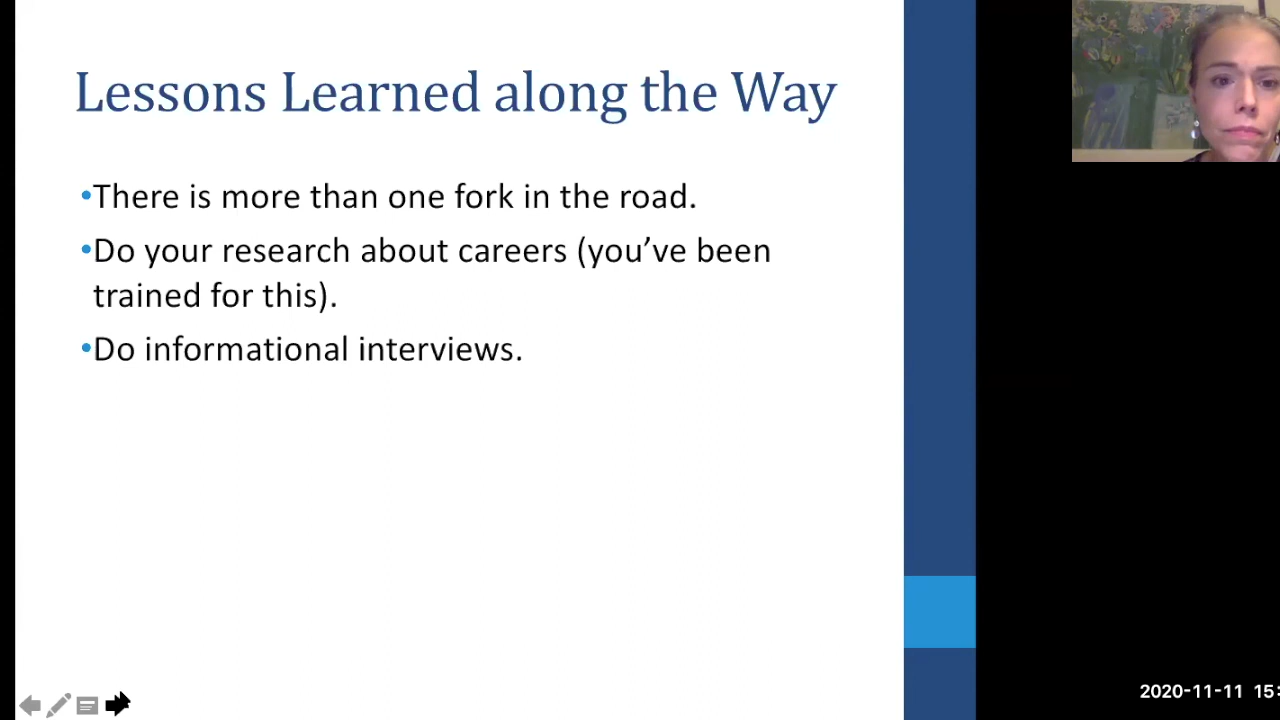 Lessons Learned along the Way
•There is more than one fork in the road.
•Do your research about careers (you’ve been
trained for this).
•Do informational interviews.
2020-11-11 15: